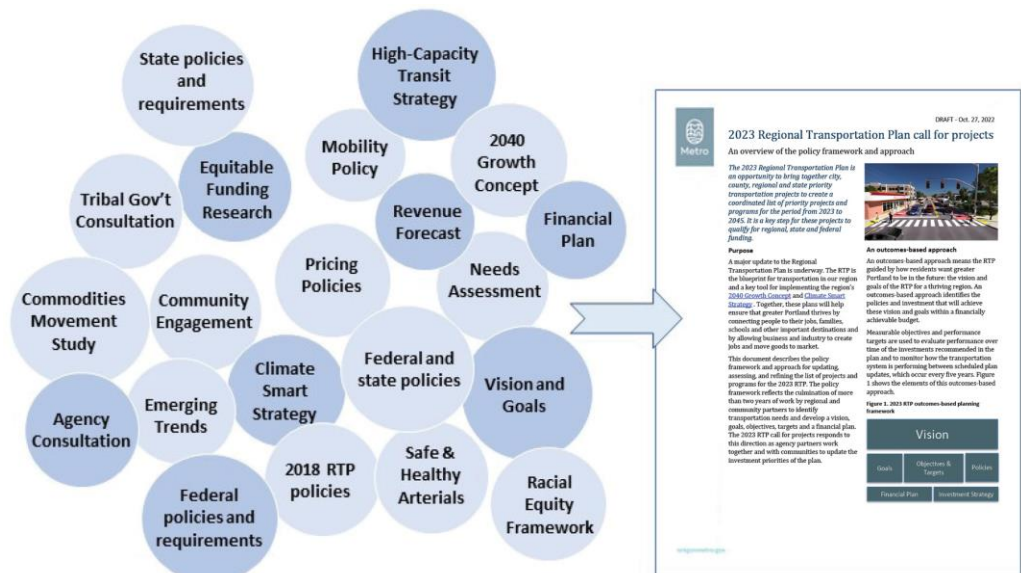 State policies
and
requirements
High-Capacity
Transit
Strategy
Mobility
Policy
2040
Growth
Concept
Equitable
Funding
Research
Tribal Gov't
Consultation
Revenue
Forecast
Financial
Plan
Pricing
Policies
Needs
Assessment
Commodities
Movement
Study
Community
Engagement
Climate
Smart
Strategy
Federal and
state policies
Vision and
Goals
Agency
Consultation
Emerging
Trends
2018 RTP
policies
Safe &
Healthy
Arterials
Racial
Equity
Framework
Federal
policies and
requirements
Metro
DRAFT - Oct. 27, 2022
2023 Regional Transportation Plan call for projects
An overview of the policy framework and approach
The 2023 Regional Transportation Plan is
an opportunity to bring together city,
county, regional and state priority
transportation projects to create a
coordinated list of priority projects and
programs for the period from 2023 to
2045. It is a key step for these projects to
qualify for regional, state and federal
funding.
Purpose
A major update to the Regional
Transportation Plan is underway. The RTP is
the blueprint for transportation in our region
and a key tool for implementing the region's
2040 Growth Concept and Climate Smart
Strategy . Together, these plans will help
ensure that greater Portland thrives by
connecting people to their jobs, families,
schools and other important destinations and
by allowing business and industry to create
jobs and move goods to market.
This document describes the policy
framework and approach for updating,
assessing, and refining the list of projects and
programs for the 2023 RTP. The policy
framework reflects the culmination of more
than two years of work by regional and
community partners to identify
transportation needs and develop a vision,
goals, objectives, targets and a financial plan.
The 2023 RTP call for projects responds to
this direction as agency partners work
together and with communities to update the
investment priorities of the plan.
An outcomes-based approach
An outcomes-based approach means the RTP
guided by how residents want greater
Portland to be in the future: the vision and
goals of the RTP for a thriving region. An
outcomes-based approach identifies the
policies and investment that will achieve
these vision and goals within a financially
achievable budget.
Measurable objectives and performance
targets are used to evaluate performance over
time of the investments recommended in the
plan and to monitor how the transportation
system is performing between scheduled plan
updates, which occur every five years. Figure
1 shows the elements of this outcomes-based
approach.
Figure 1. 2023 RTP outcomes-based planning
framework
Vision
Goals
Objectives &
Targets
Policies
Financial Plan
Investment Strategy
oregonmetro.gov